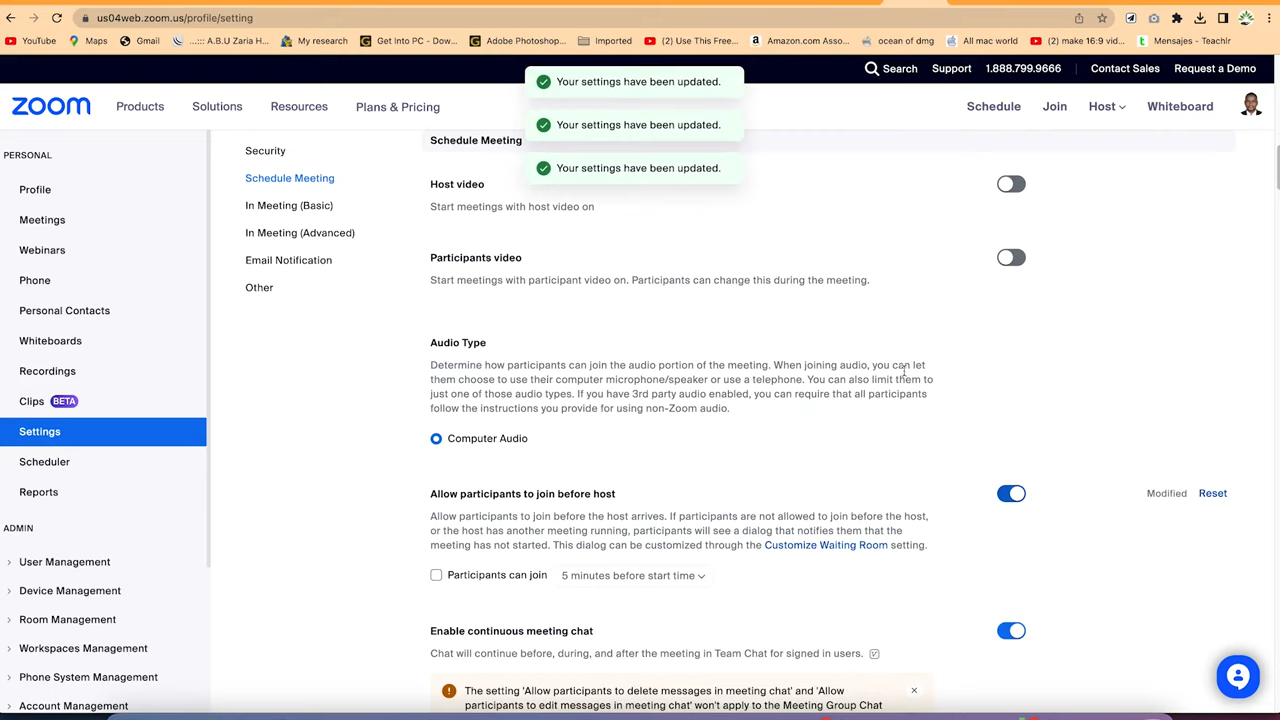 us04web.zoom.us/profile/setting
YouTube Maps Gmail ...::: A.B.U Zaria H... My research Get Into PC - Dow... Adobe Photoshop... Imported (2) Use This Free... Amazon.com Asso... ocean of dmg All mac world (2) make 16:9 vid... Mensajes - Teachlr
Search Support 1.888.799.9666 Contact Sales Request a Demo
Your settings have been updated.
zoom Products Solutions Resources Plans & Pricing Schedule Join Host Whiteboard
Your settings have been updated.
Your settings have been updated.
PERSONAL
Profile
Meetings
Webinars
Phone
Personal Contacts
Whiteboards
Recordings
Clips BETA
Settings
Scheduler
Reports
ADMIN
User Management
Device Management
Room Management
Workspaces Management
Phone System Management
Account Management
Security
Schedule Meeting
In Meeting (Basic)
In Meeting (Advanced)
Email Notification
Other
Schedule Meeting
Host video
Start meetings with host video on
Participants video
Start meetings with participant video on. Participants can change this during the meeting.
Audio Type
Determine how participants can join the audio portion of the meeting. When joining audio, you can let
them choose to use their computer microphone/speaker or use a telephone. You can also limit them to
just one of those audio types. If you have 3rd party audio enabled, you can require that all participants
follow the instructions you provide for using non-Zoom audio.
Computer Audio
Allow participants to join before host Modified Reset
Allow participants to join before the host arrives. If participants are not allowed to join before the host,
or the host has another meeting running, participants will see a dialog that notifies them that the
meeting has not started. This dialog can be customized through the Customize Waiting Room setting.
Participants can join 5 minutes before start time
Enable continuous meeting chat
Chat will continue before, during, and after the meeting in Team Chat for signed in users.
The setting 'Allow participants to delete messages in meeting chat' and 'Allow
participants to edit messages in meeting chat' won't apply to the Meeting Group Chat